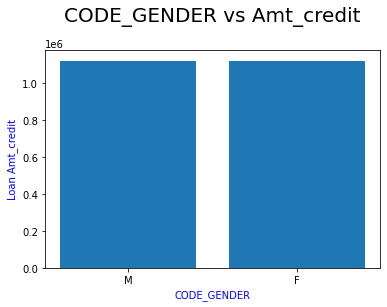 CODE_GENDER vs Amt_credit
1e6
1.0
0.8
0.6
0.4
0.2
0.0
Loan Amt_credit
M F
CODE_GENDER